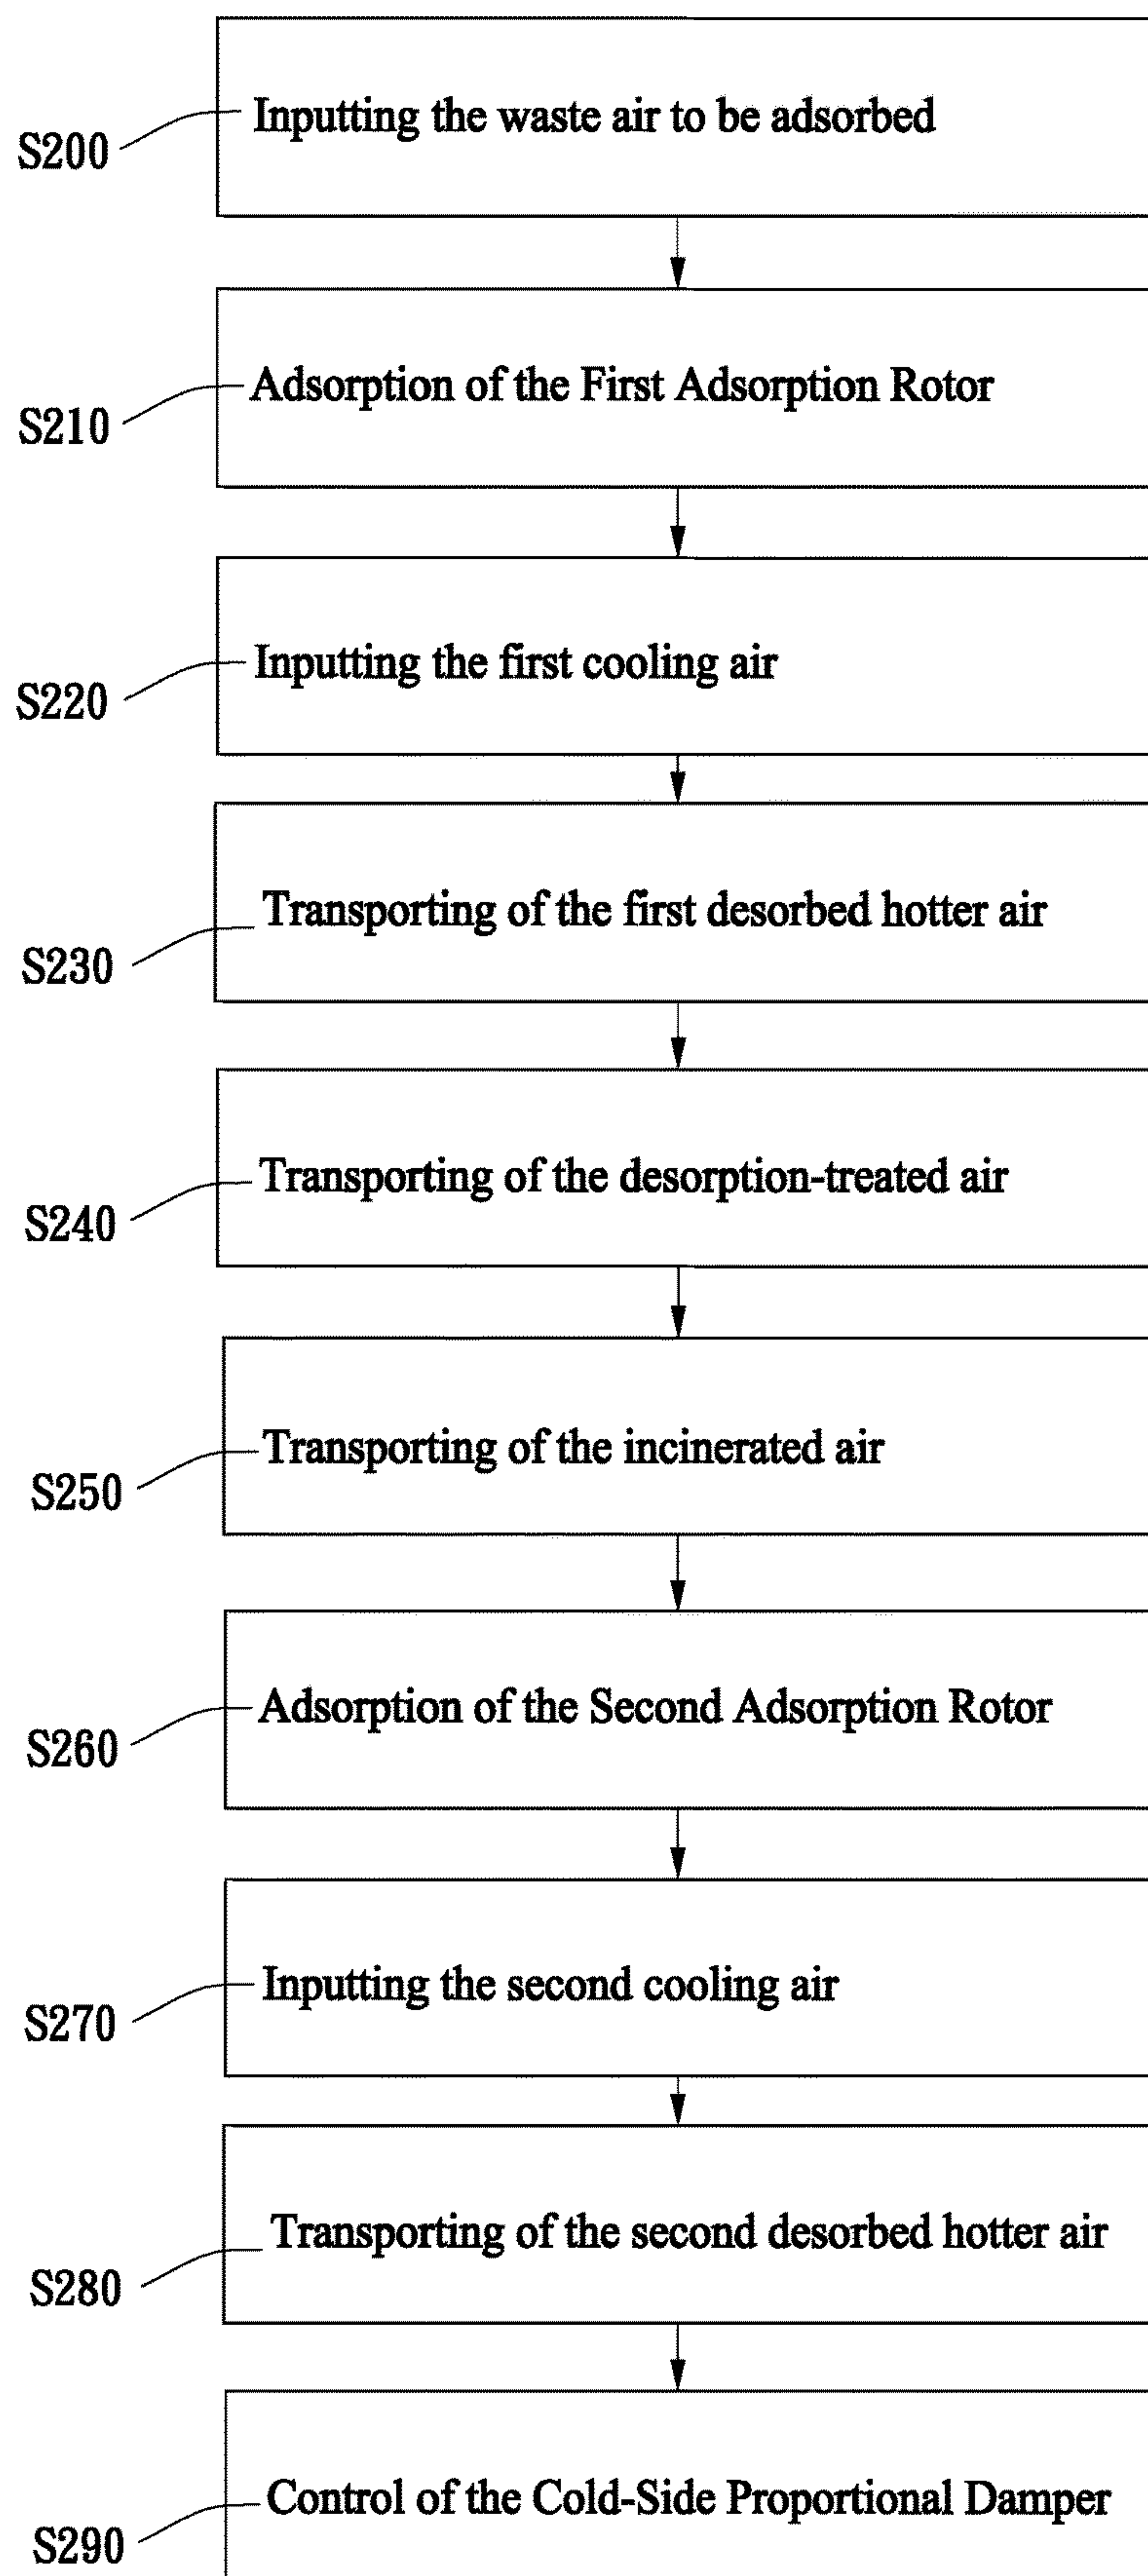 Inputting the waste air to be adsorbed
S200
Adsorption of the First Adsorption Rotor
S210
Inputting the first cooling air
S220
Transporting of the first desorbed hotter air
S230
Transporting of the desorption-treated air
S240
Transporting of the incinerated air
S250
Adsorption of the Second Adsorption Rotor
S260
Inputting the second cooling air
S270
Transporting of the second desorbed hotter air
S280
Control of the Cold-Side Proportional Damper
S290